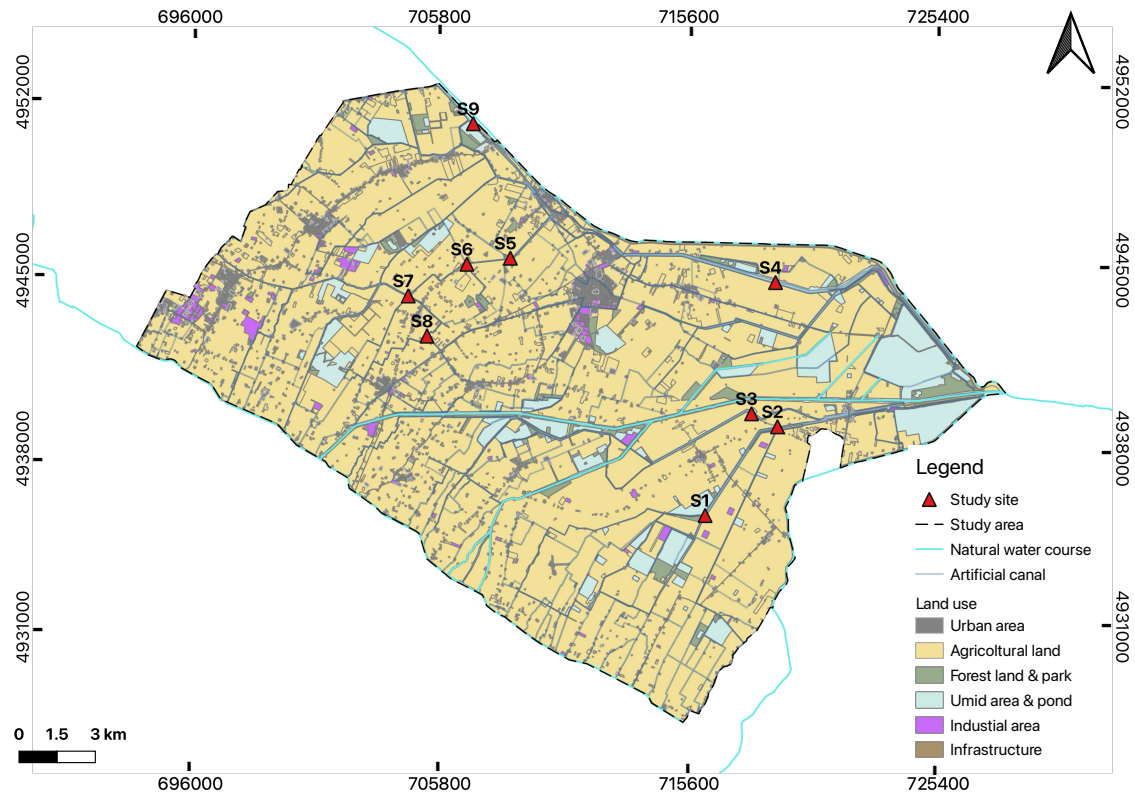 696000
705800
715600
725400
4952000
4952000
S9
4945000
S5
S6
S4
4945000
S7
S8
S3
S2
4938000
4938000
S1
Legend
Study site
Study area
Natural water course
Artificial canal
Land use
Urban area
Agricoltural land
Forest land & park
Umid area & pond
Industial area
Infrastructure
4931000
4931000
0 1.5 3 km
696000
705800
715600
725400